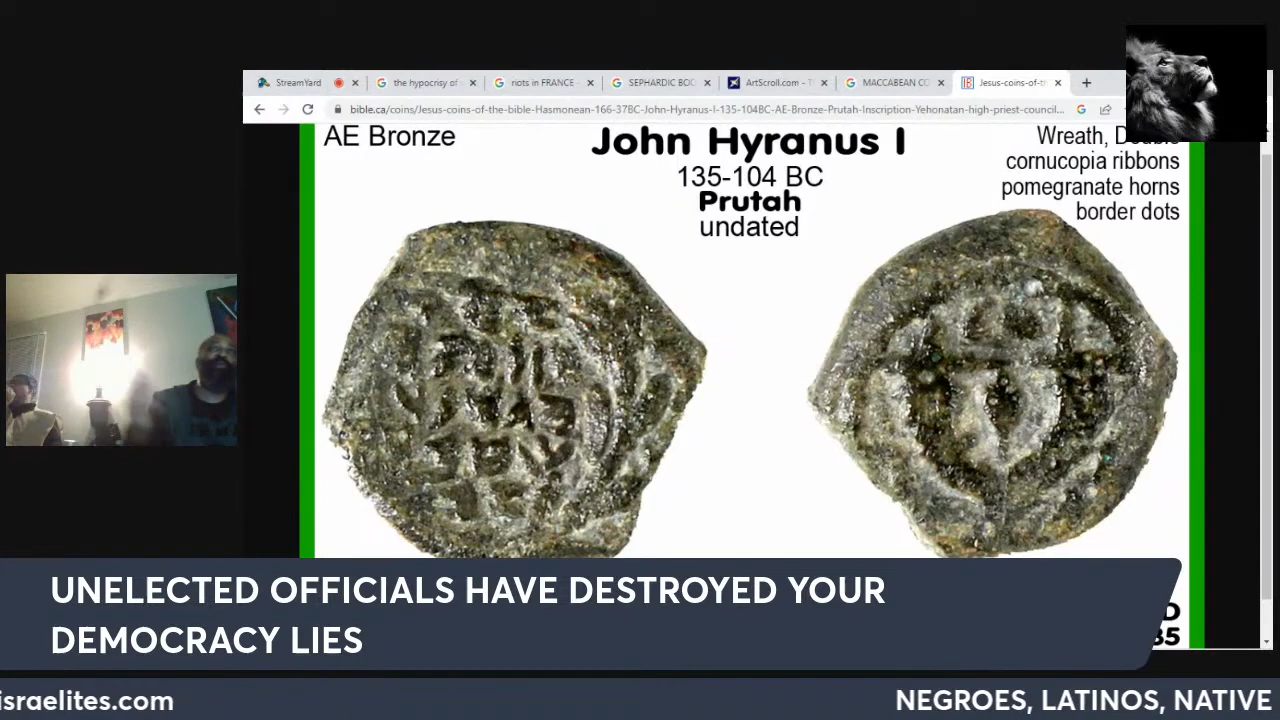 StreamYard
the hypocrisy of
riots in FRANCE -
SEPHARDIC BOO
ArtScroll.com - T
MACCABEAN CO
Jesus-coins-of-th
bible.ca/coins/Jesus-coins-of-the-bible-Hasmonean-166-37BC-John-Hyranus-I-135-104BC-AE-Bronze-Prutah-Inscription-Yehonatan-high-priest-council...
AE Bronze
John Hyranus I
135-104 BC
Prutah
undated
Wreath, Double
cornucopia ribbons
pomegranate horns
border dots
UNELECTED OFFICIALS HAVE DESTROYED YOUR
DEMOCRACY LIES
israelites.com
NEGROES, LATINOS, NATIVE